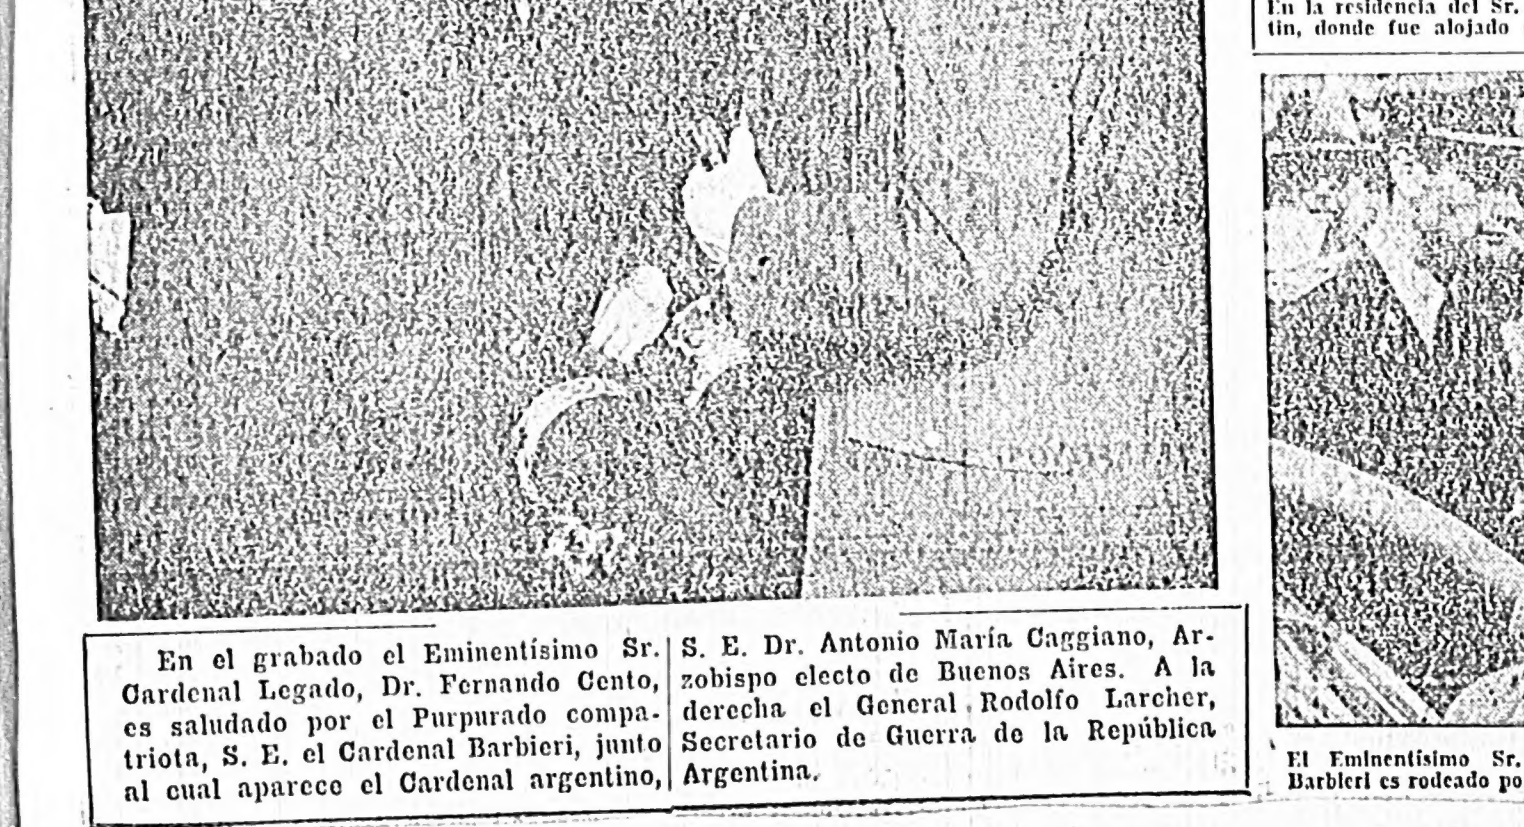 En el grabado el Eminentísimo Sr.
Cardenal Legado, Dr. Fernando Cento,
es saludado por el Purpurado compa-
triota, S. E. el Cardenal Barbieri, junto
al cual aparece el Cardenal argentino,
S. E. Dr. Antonio María Caggiano, Ar-
zobispo electo de Buenos Aires. A la
derecha el General Rodolfo Larcher,
Secretario de Guerra de la República
Argentina.
En la residencia del Sr.
tin, donde fue alojado
El Eminentísimo Sr.
Barbieri es rodeado po